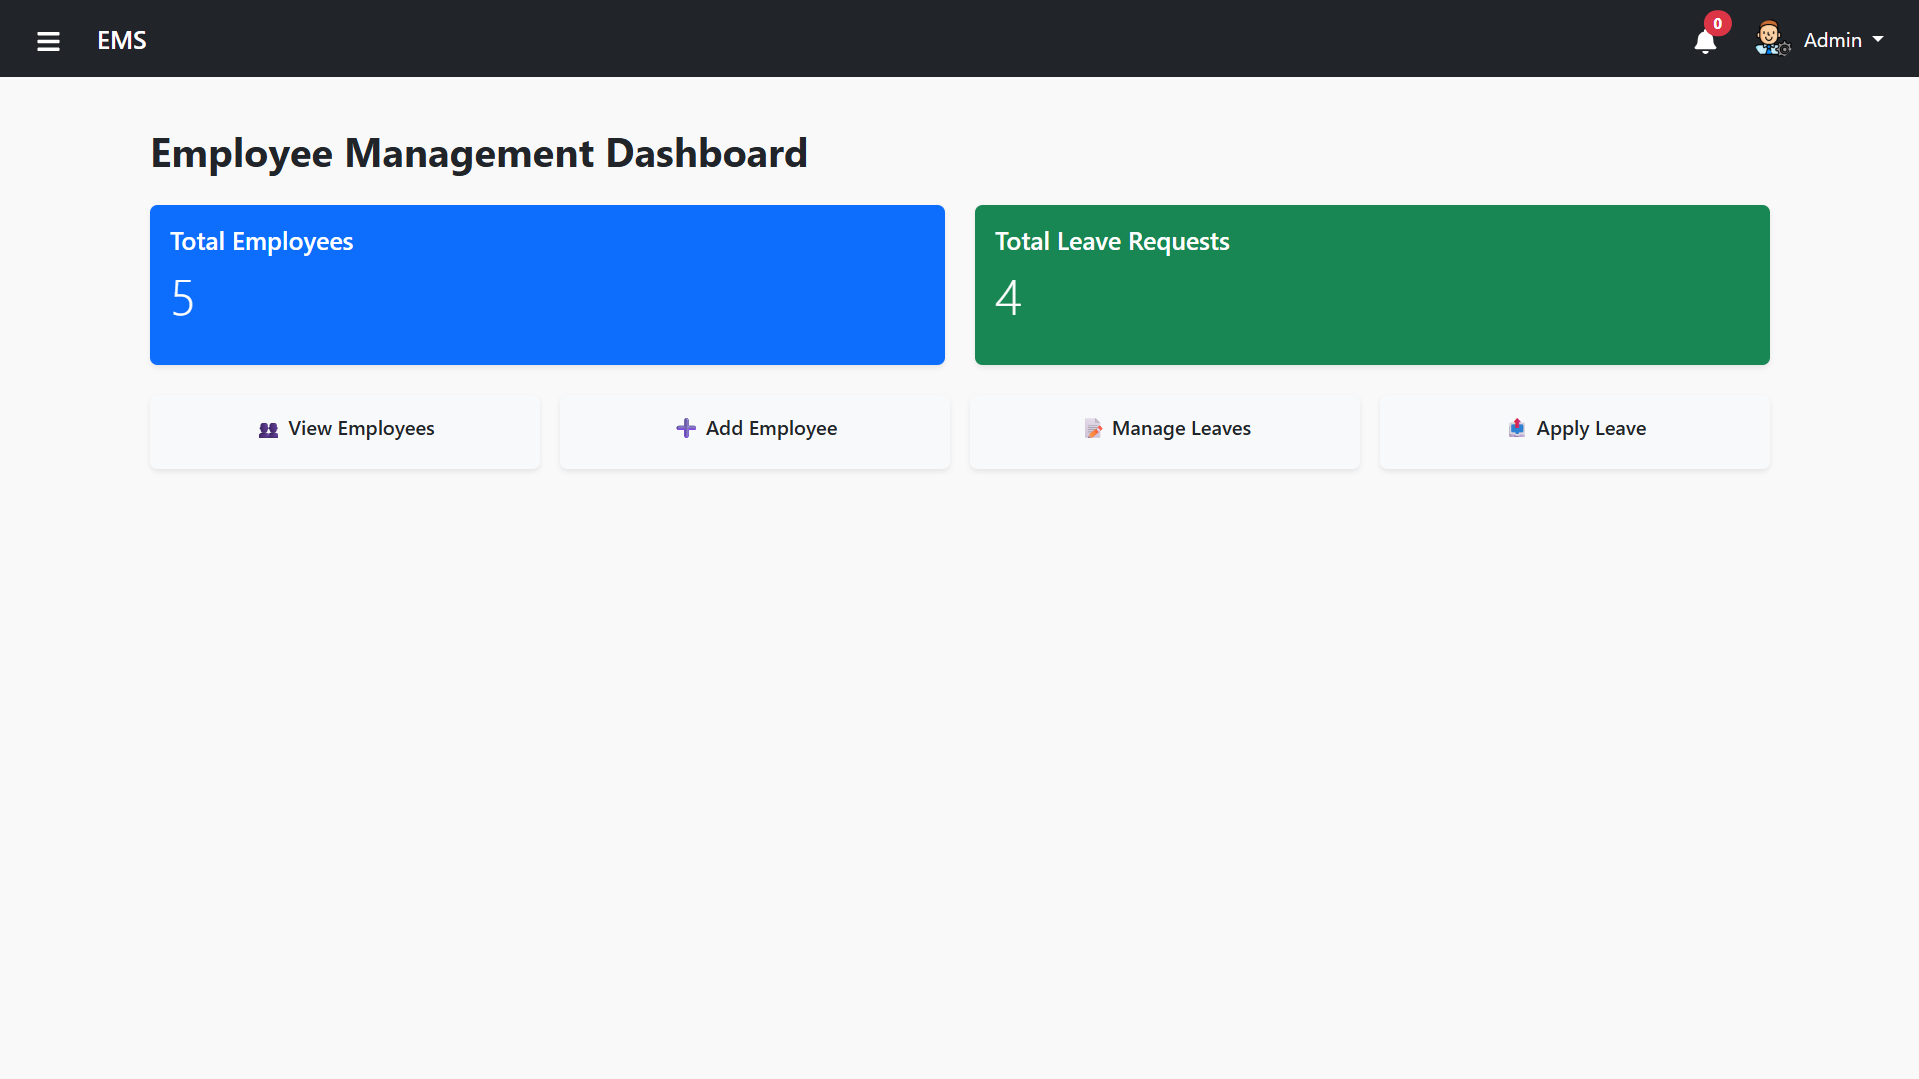 EMS
0
Admin
Employee Management Dashboard
Total Employees
5
Total Leave Requests
4
View Employees
Add Employee
Manage Leaves
Apply Leave